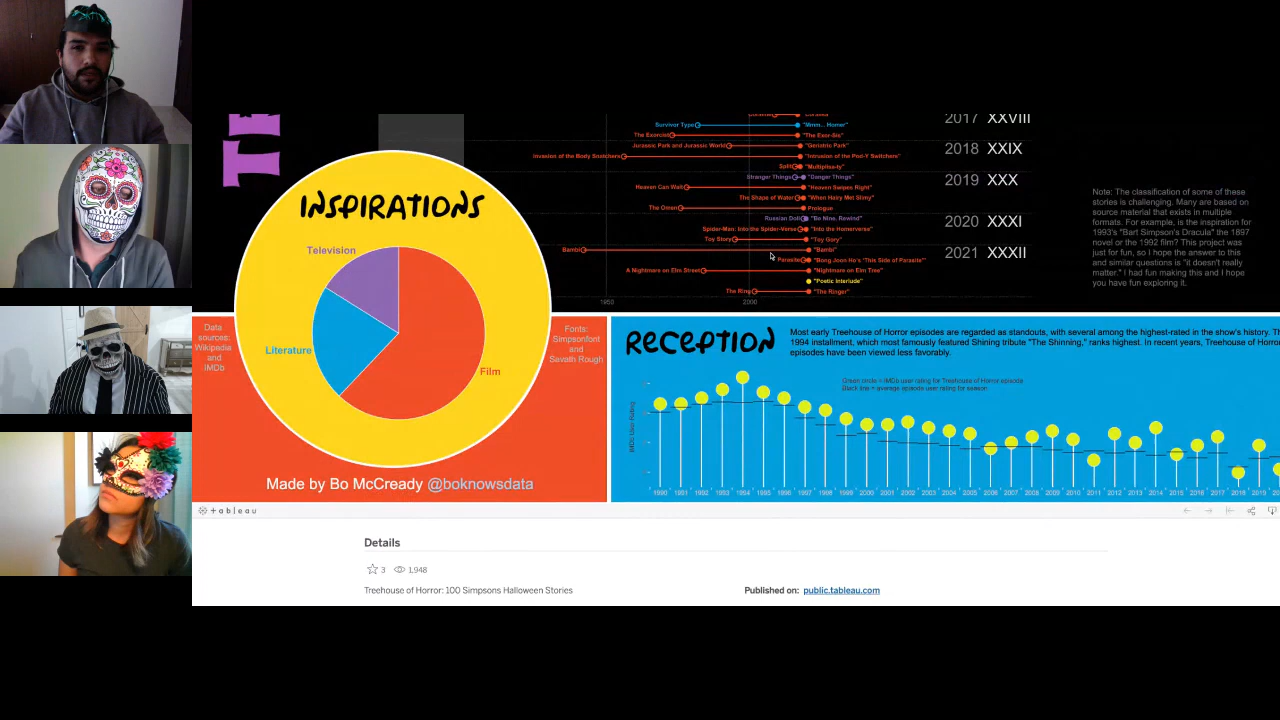 2017 XXVIII
Survivor Type "Mmm... Homer"
The Exorcist "The Exor-Sis"
Jurassic Park and Jurassic World "Geriatric Park"
2018 XXIX
Invasion of the Body Snatchers "Intrusion of the Pod-Y Switchers"
Split "Multiplisa-ty"
Stranger Things "Danger Things"
2019 XXX
Heaven Can Wait "Heaven Swipes Right"
The Shape of Water "When Hairy Met Slimy"
The Omen Prologue
Russian Doll "Be Nine, Rewind"
2020 XXXI
Spider-Man: Into the Spider-Verse "Into the Homerverse"
Toy Story "Toy Gory"
Bambi "Bambi"
2021 XXXII
Parasite "Bong Joon Ho's 'This Side of Parasite'"
A Nightmare on Elm Street "Nightmare on Elm Tree"
"Poetic Interlude"
The Ring "The Ringer"
1950 2000
Note: The classification of some of these
stories is challenging. Many are based on
source material that exists in multiple
formats. For example, is the inspiration for
1993's "Bart Simpson's Dracula" the 1897
novel or the 1992 film? This project was
just for fun, so I hope the answer to this
and similar questions is "it doesn't really
matter." I had fun making this and I hope
you have fun exploring it.
INSPIRATIONS
Television
Literature
Film
Data
sources:
Wikipedia
and
IMDb
Fonts:
Simpsonfont
and
Savath Rough
Made by Bo McCready @boknowsdata
RECEPTION
Most early Treehouse of Horror episodes are regarded as standouts, with several among the highest-rated in the show's history. T
1994 installment, which most famously featured Shining tribute "The Shinning," ranks highest. In recent years, Treehouse of Horror
episodes have been viewed less favorably.
Green circle = IMDb user rating for Treehouse of Horror episode
Black line = average episode user rating for season
IMDb User Rating
1990 1991 1992 1993 1994 1995 1996 1997 1998 1999 2000 2001 2002 2003 2004 2005 2006 2007 2008 2009 2010 2011 2012 2013 2014 2015 2016 2017 2018 2019
+ableau
Details
3 1,948
Treehouse of Horror: 100 Simpsons Halloween Stories
Published on: public.tableau.com